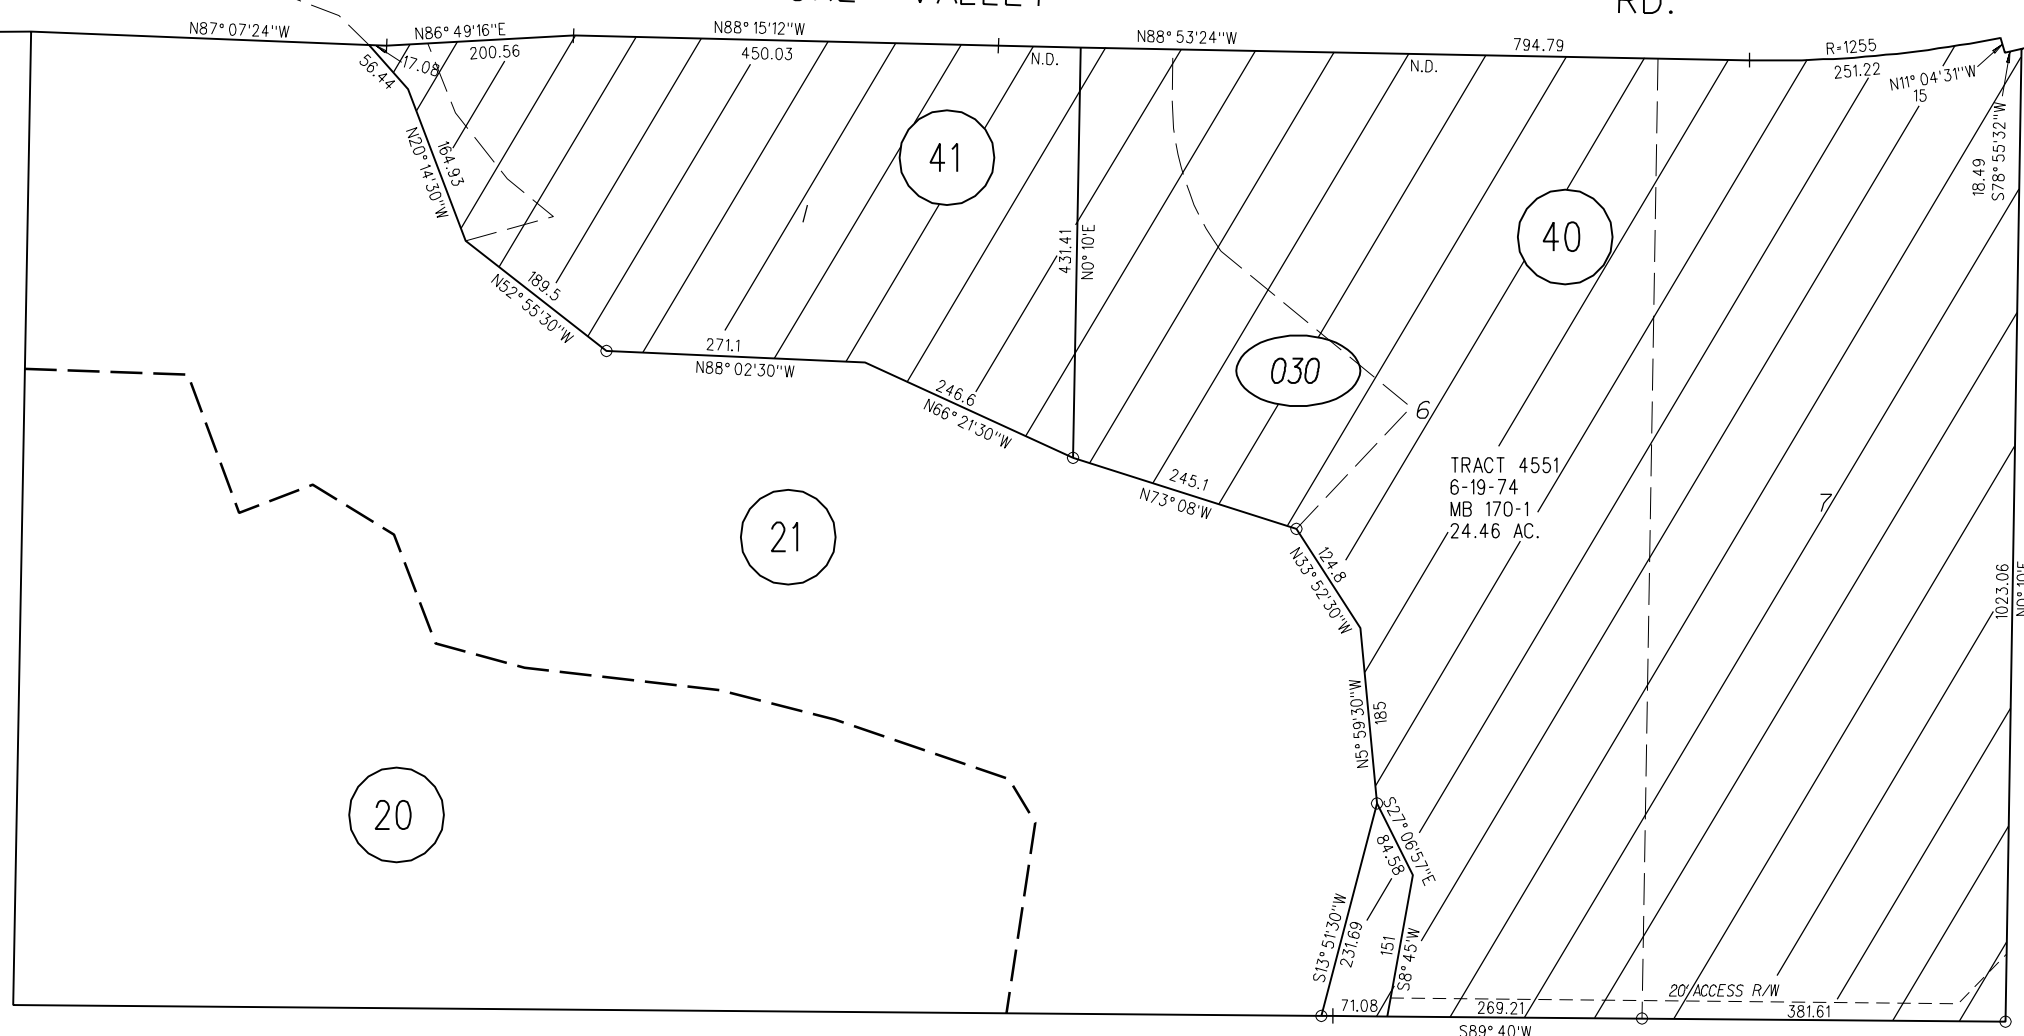 VALLEY
RD.
N87°07'24"W
N86°49'16"E
200.56
N88°15'12"W
450.03
N.D.
N88°53'24"W
N.D.
794.79
R=1255
251.22
N11°04'31"W
15
18.49
S78°55'32"W
56.44
17.08
N20°14'30"W
164.93
41
1
431.41
N0°10'E
40
189.5
N52°55'30"W
271.1
N88°02'30"W
246.6
N66°21'30"W
030
6
245.1
N73°08'W
TRACT 4551
6-19-74
MB 170-1
24.46 AC.
7
21
124.8
N33°52'30"W
1023.06
N0°10'E
N5°59'30"W
185
20
S27°06'57"E
84.58
S13°51'30"W
231.69
151
S8°45'W
20' ACCESS R/W
71.08
269.21
381.61
S89°40'W